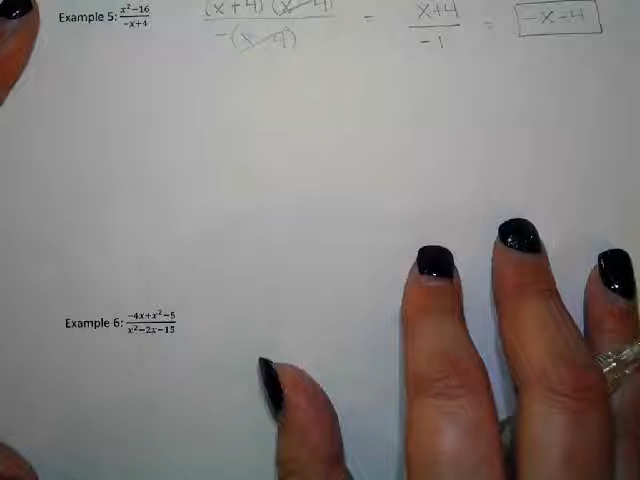 Example 5: x²−16 / −x+4 (x+4)(x−4) / −(x−4) = x+4 / −1 = −x−4
Example 6: −4x+x²−5 / x²−2x−15